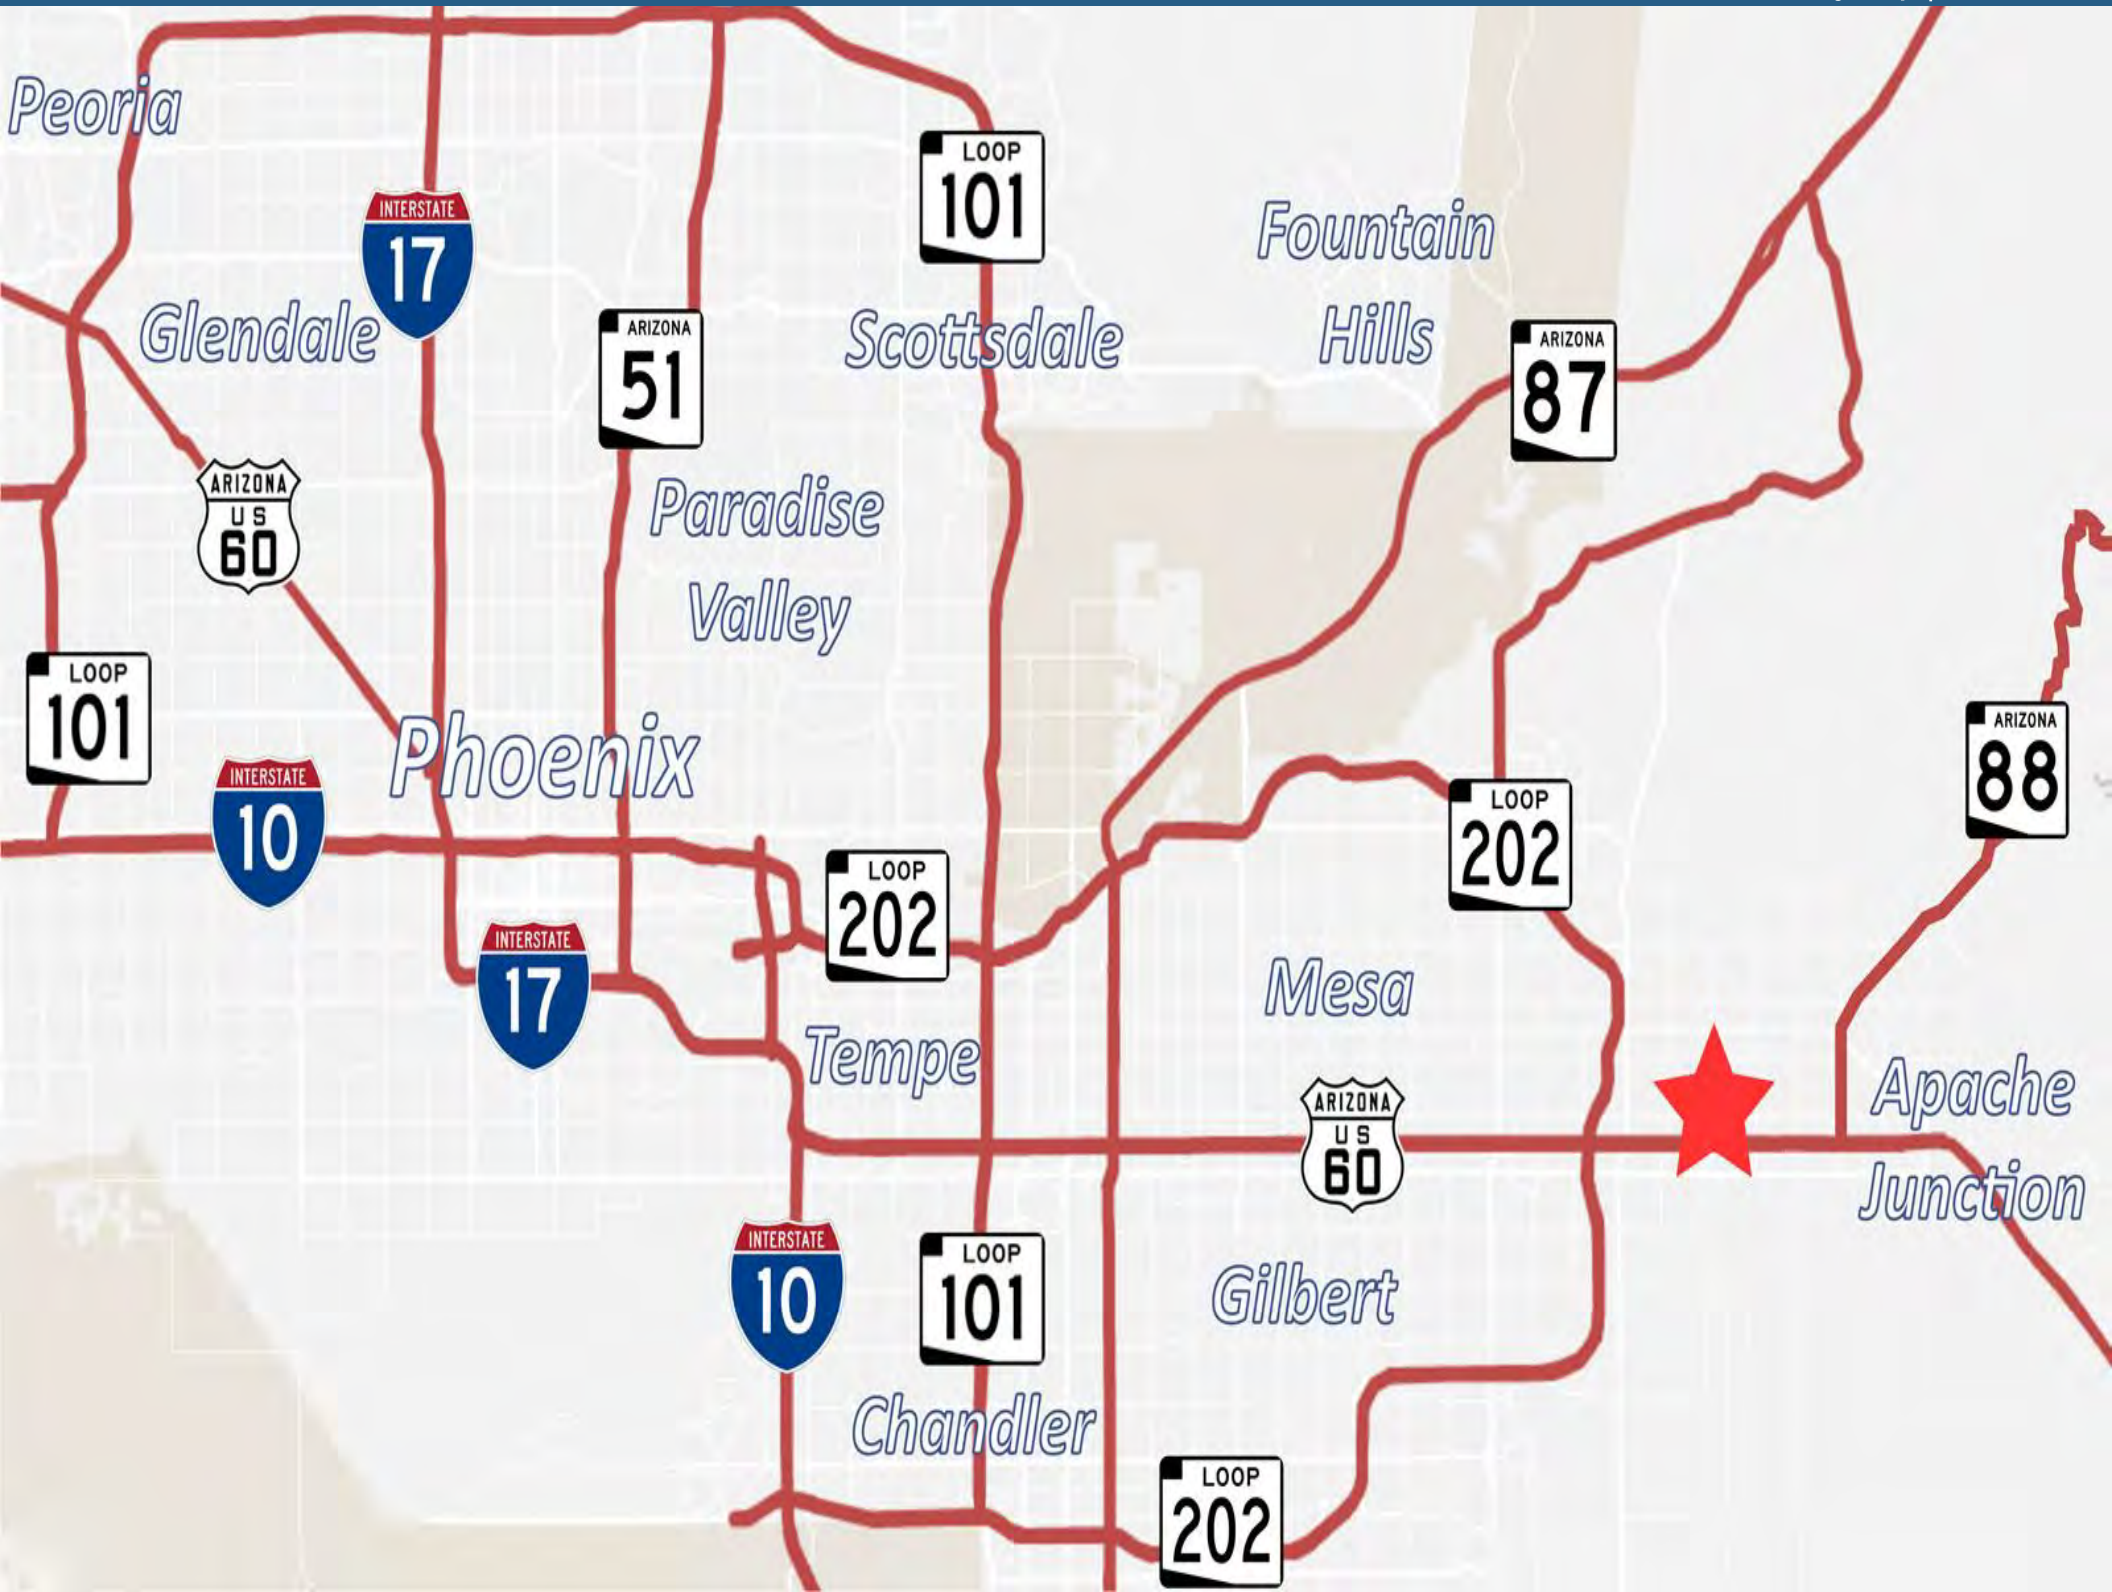 Peoria
INTERSTATE
17
LOOP
101
Fountain
Hills
Glendale
ARIZONA
51
Scottsdale
ARIZONA
87
ARIZONA
US
60
Paradise
Valley
LOOP
101
INTERSTATE
10
Phoenix
LOOP
202
ARIZONA
88
LOOP
202
INTERSTATE
17
Mesa
Tempe
ARIZONA
US
60
Apache
Junction
INTERSTATE
10
LOOP
101
Gilbert
Chandler
LOOP
202